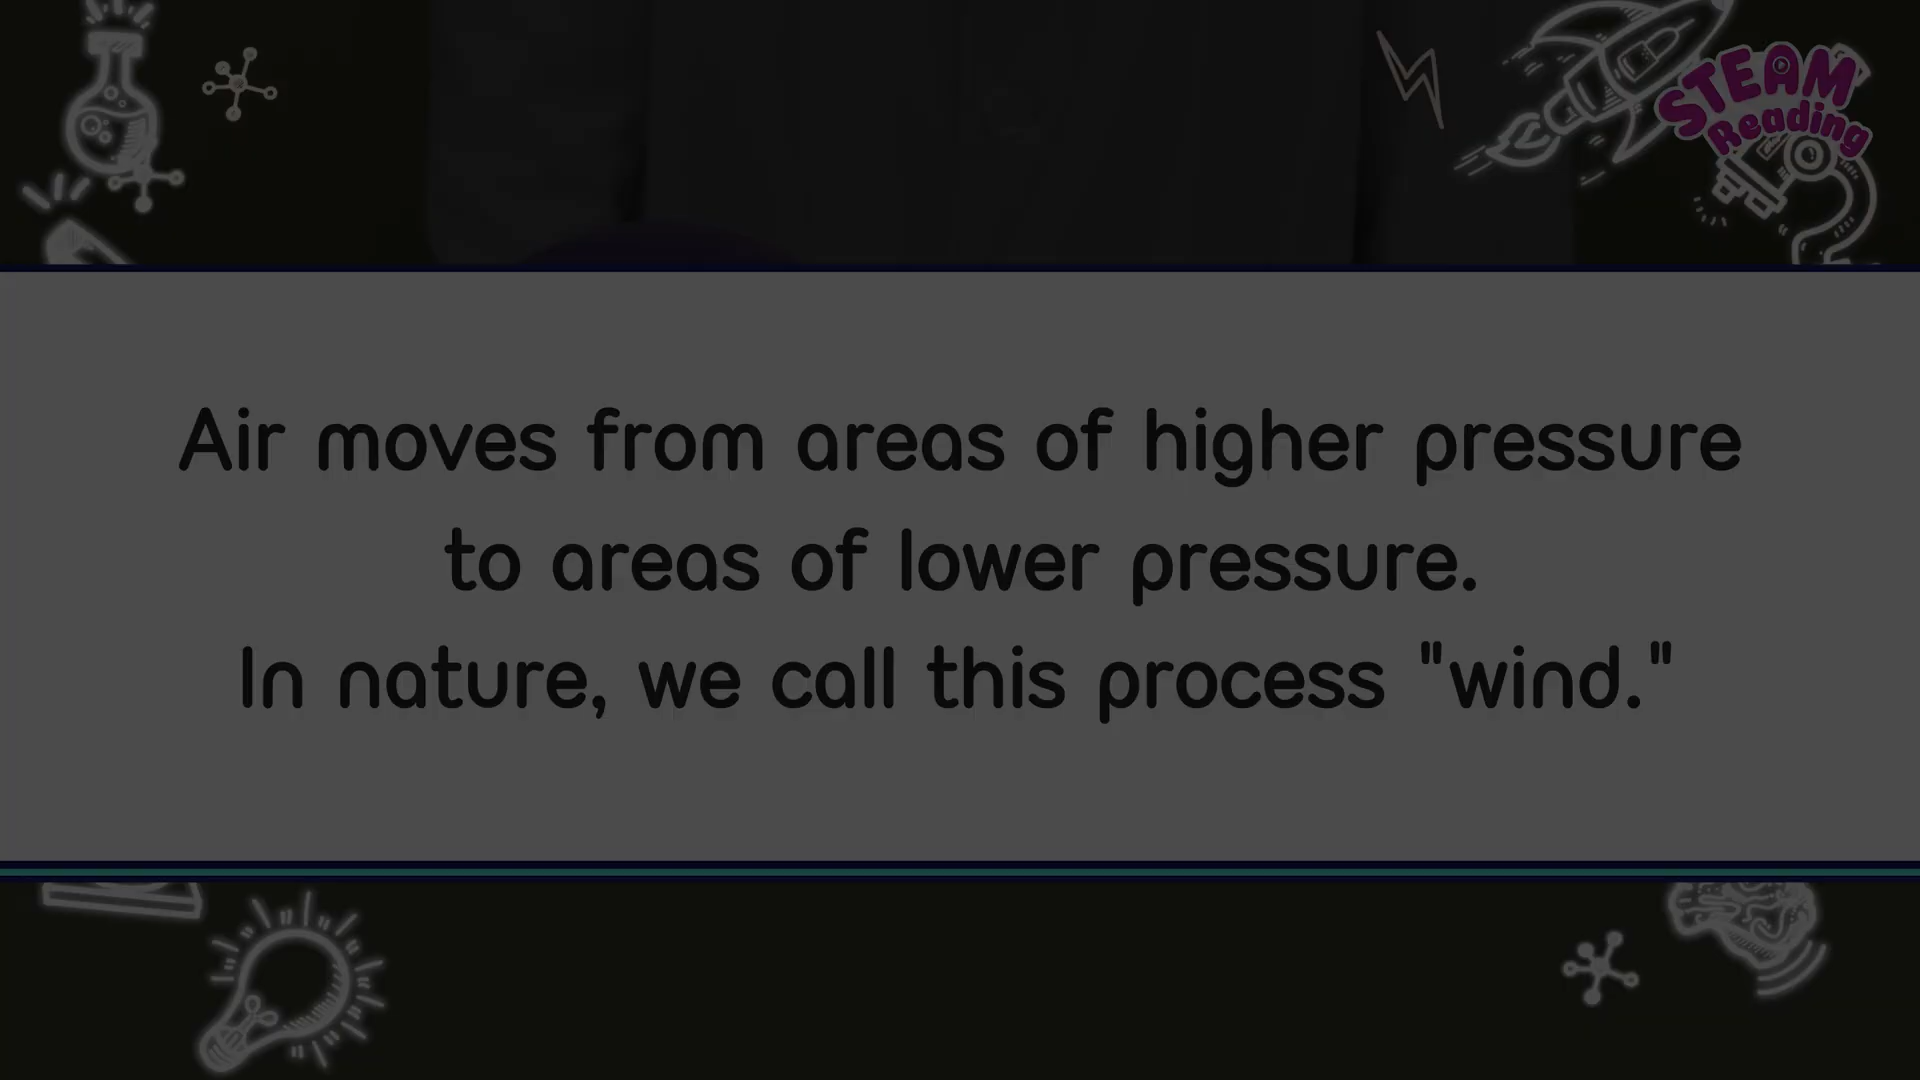 STEAM
Reading
Air moves from areas of higher pressure
to areas of lower pressure.
In nature, we call this process "wind."